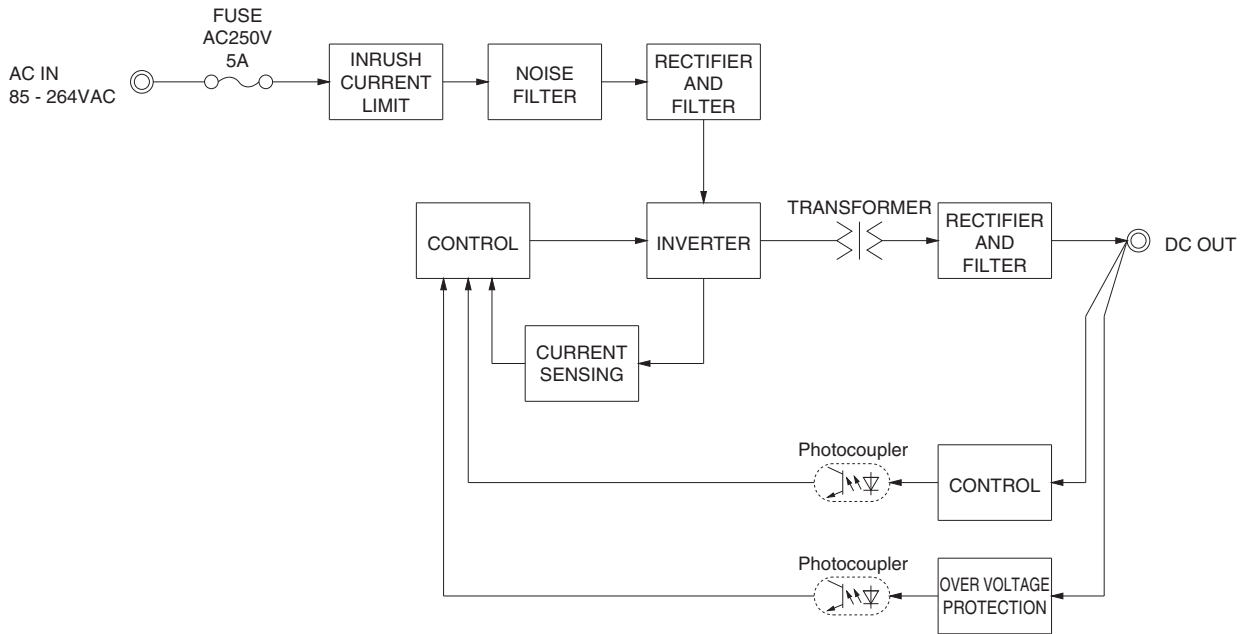 FUSE
AC250V
5A
AC IN
85 - 264VAC
INRUSH
CURRENT
LIMIT
NOISE
FILTER
RECTIFIER
AND
FILTER
CONTROL
INVERTER
TRANSFORMER
RECTIFIER
AND
FILTER
DC OUT
CURRENT
SENSING
Photocoupler
CONTROL
Photocoupler
OVER VOLTAGE
PROTECTION